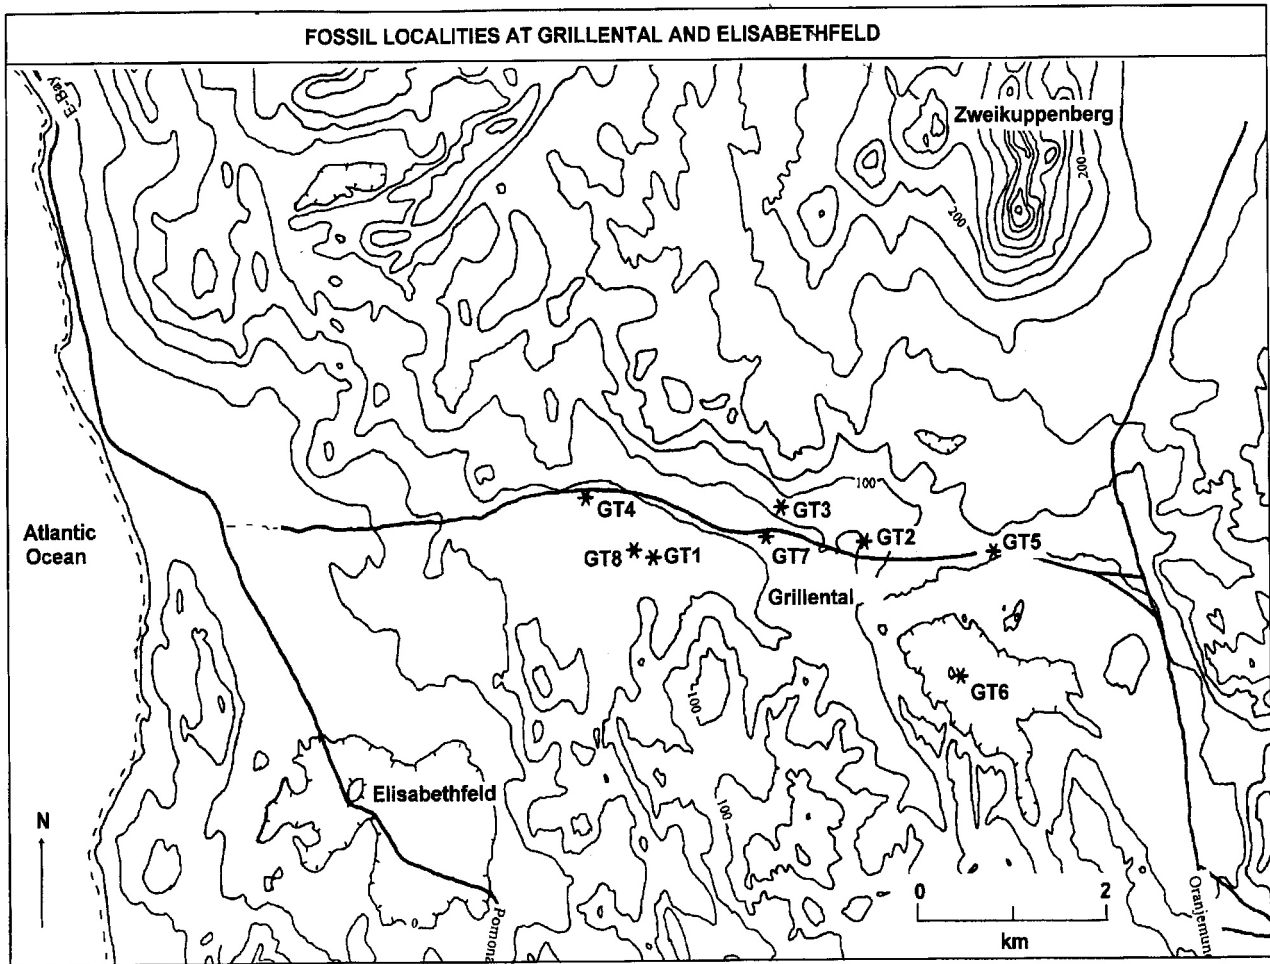 FOSSIL LOCALITIES AT GRILLENTAL AND ELISABETHFELD
E-Bay
Zweikuppenberg
200
200
100
GT4
GT3
GT2
GT5
GT7
GT8
GT1
Atlantic
Ocean
Grillental
GT6
100
100
Elisabethfeld
N
0
2
km
Pomona
Oranjemun